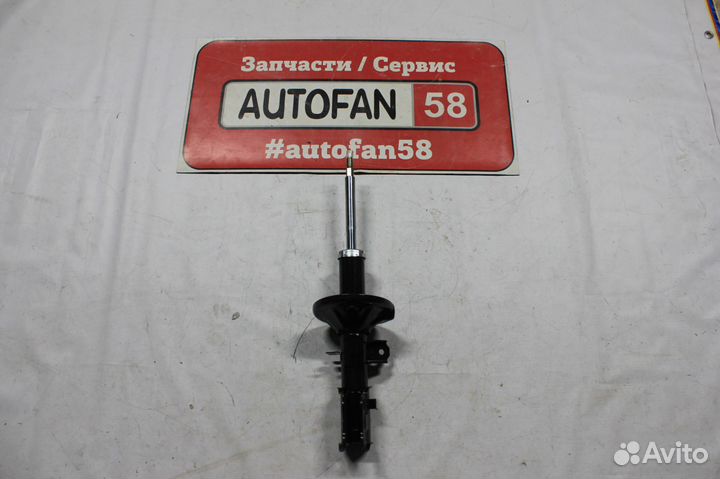 Запчасти / Сервис
AUTOFAN 58
#autofan58
Avito